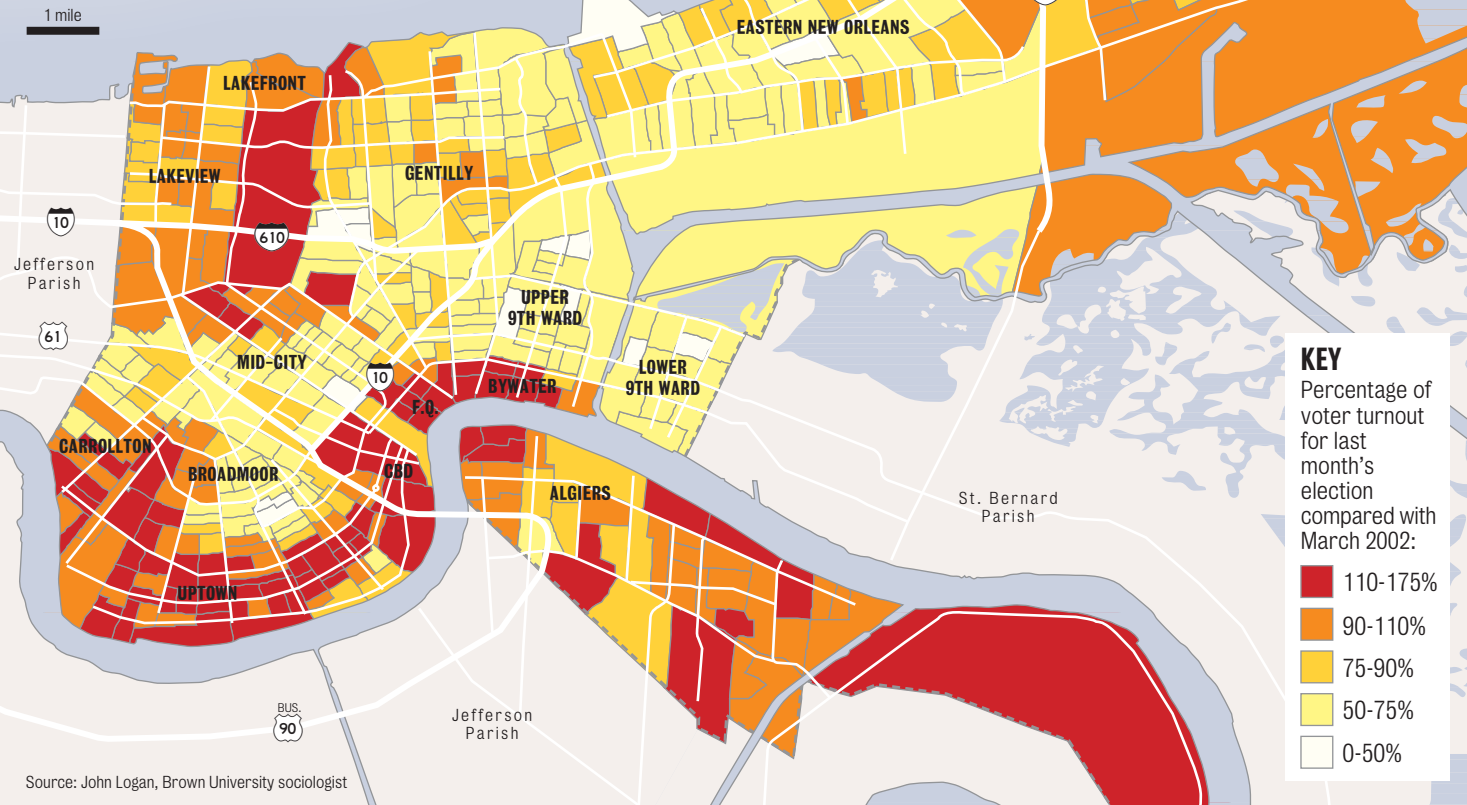 1 mile
EASTERN NEW ORLEANS
LAKEFRONT
LAKEVIEW
GENTILLY
10
610
Jefferson
Parish
61
UPPER
9TH WARD
MID-CITY
10
LOWER
9TH WARD
BYWATER
F.Q.
CARROLLTON
BROADMOOR
CBD
ALGIERS
St. Bernard
Parish
UPTOWN
BUS.
90
Jefferson
Parish
KEY
Percentage of
voter turnout
for last
month's
election
compared with
March 2002:
110-175%
90-110%
75-90%
50-75%
0-50%
Source: John Logan, Brown University sociologist